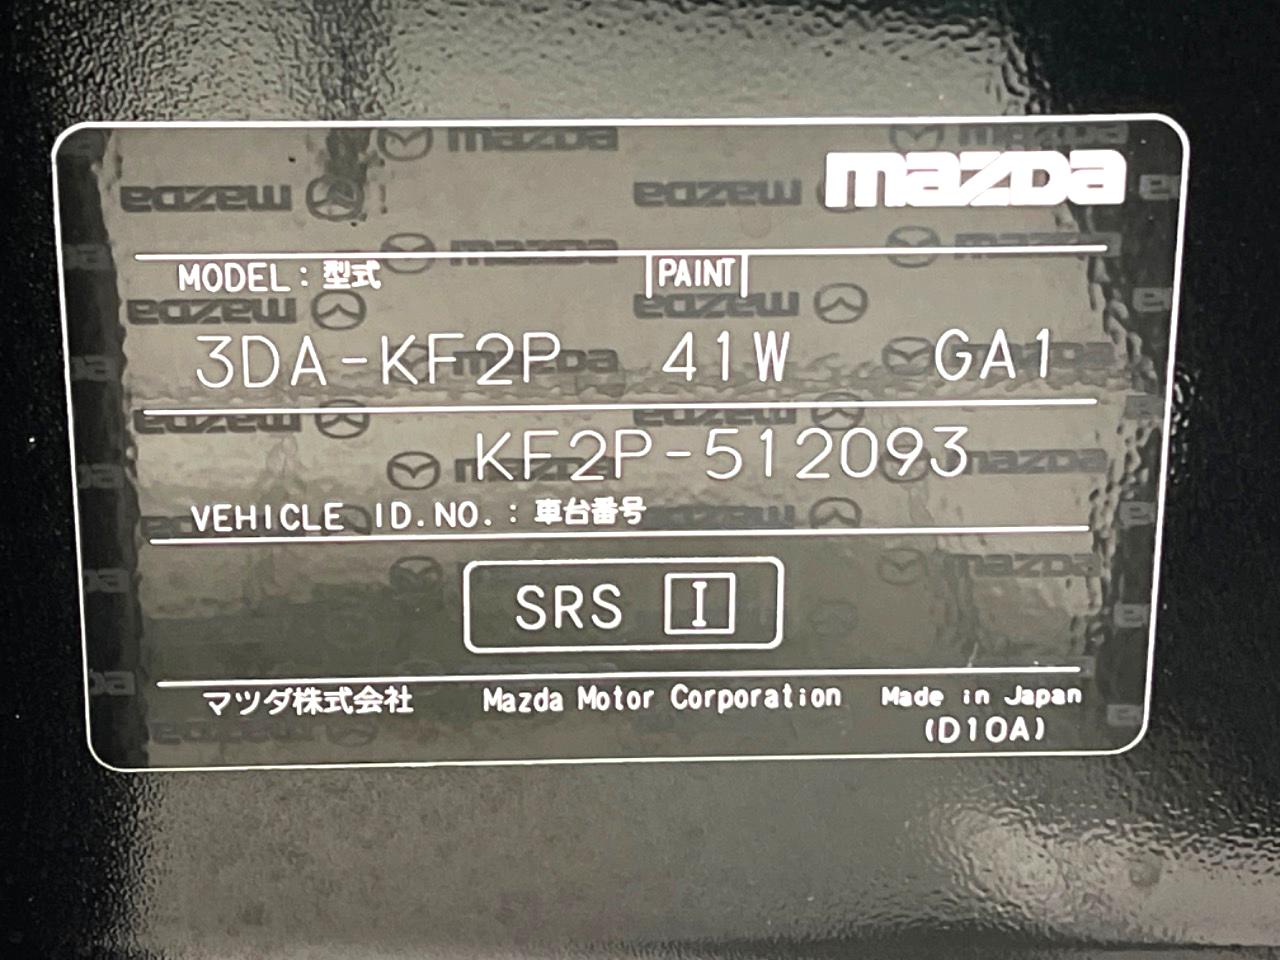 mazda
MODEL：型式 PAINT
3DA-KF2P 41W GA1
KF2P-512093
VEHICLE ID.NO.：車台番号
SRS I
マツダ株式会社 Mazda Motor Corporation Made in Japan
(D10A)